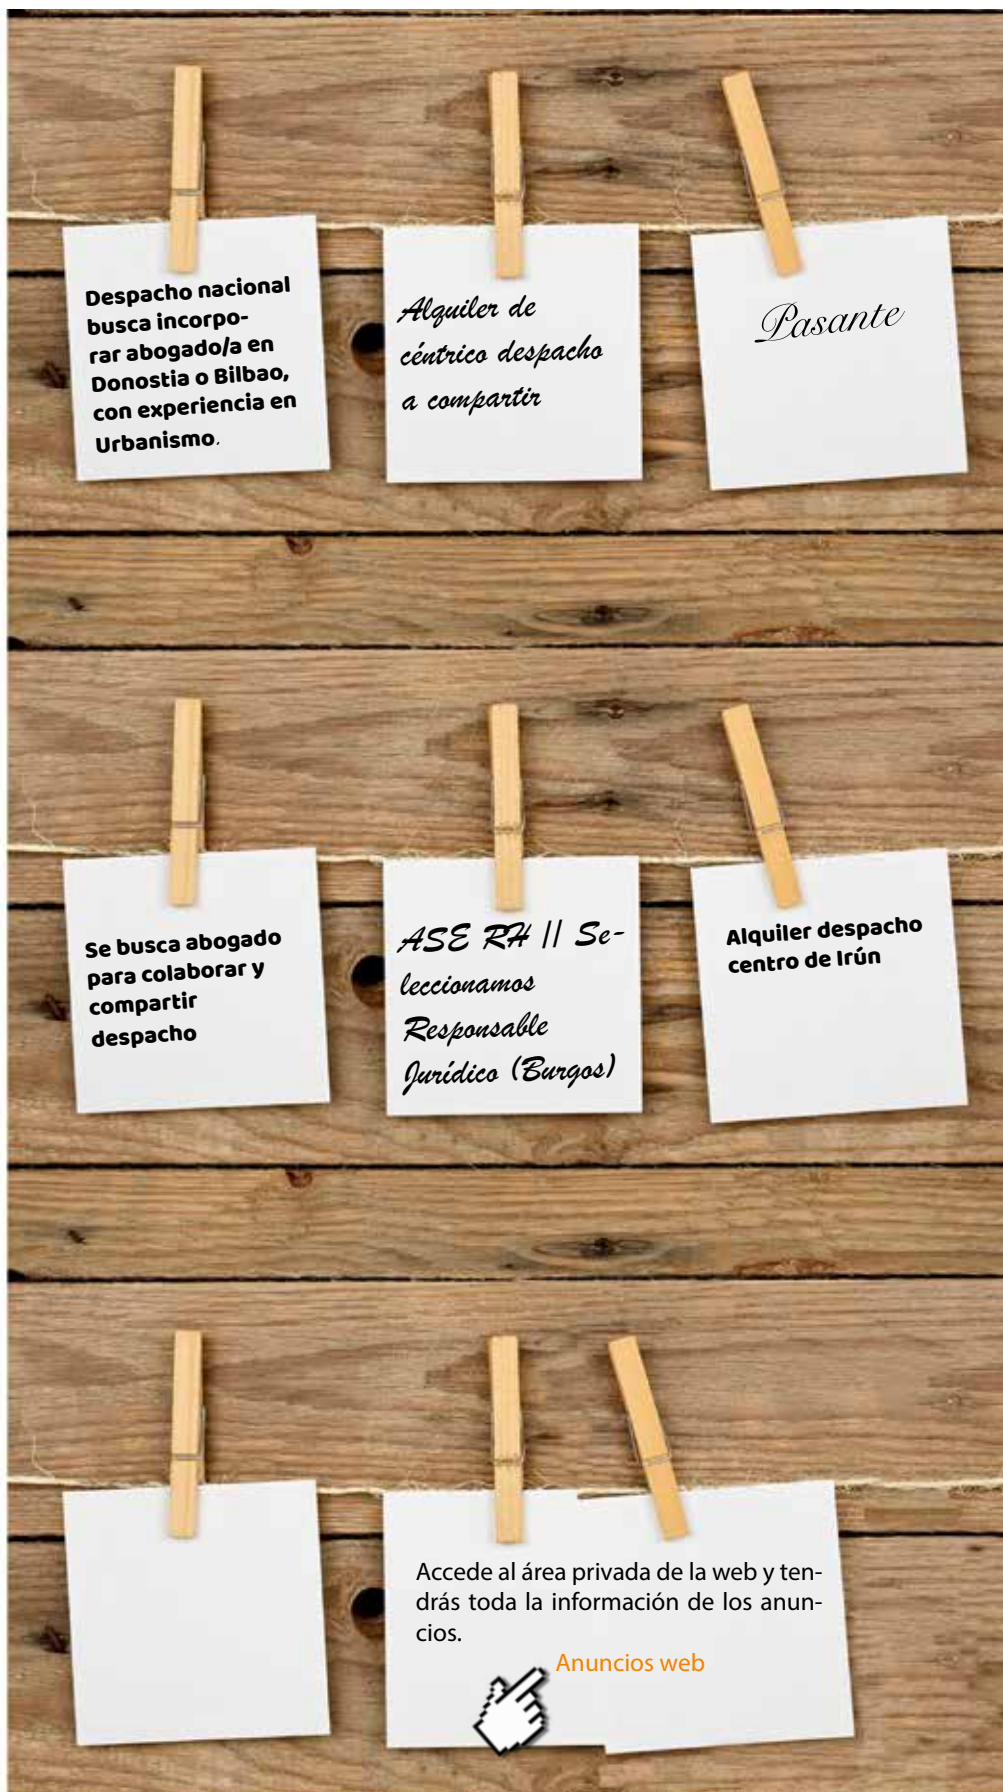 Despacho nacional
busca incorpo-
rar abogado/a en
Donostia o Bilbao,
con experiencia en
Urbanismo.
Alquiler de
céntrico despacho
a compartir
Pasante
Se busca abogado
para colaborar y
compartir
despacho
ASE RH // Se-
leccionamos
Responsable
Jurídico (Burgos)
Alquiler despacho
centro de Irún
Accede al área privada de la web y ten-
drás toda la información de los anun-
cios.
Anuncios web